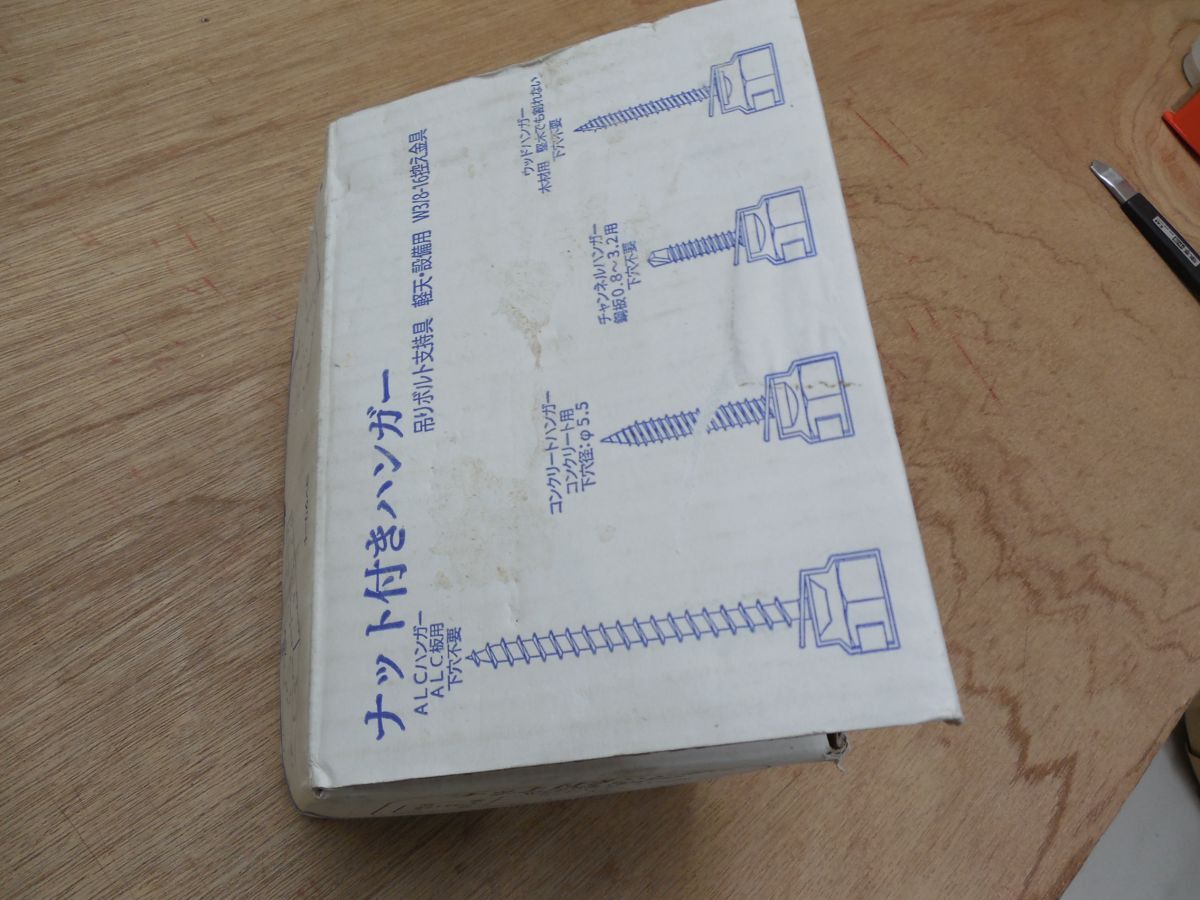 ナット付きハンガー
吊りボルト支持具 軽天・設備用 W3/8-16控え金具
ALCハンガー
ALC板用
下穴不要
コンクリートハンガー
コンクリート用
下穴径:φ5.5
チャンネルハンガー
鋼板0.8〜3.2用
下穴不要
ウッドハンガー
木材用 堅木でも割れない
下穴不要